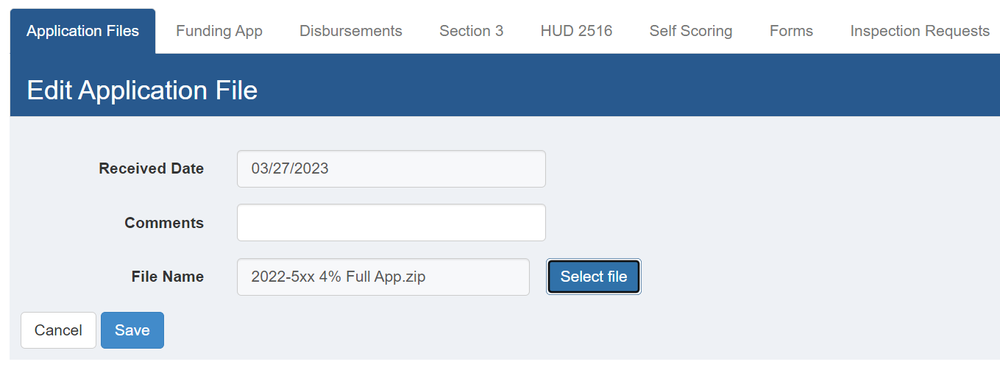 Application Files Funding App Disbursements Section 3 HUD 2516 Self Scoring Forms Inspection Requests
Edit Application File
Received Date 03/27/2023
Comments
File Name 2022-5xx 4% Full App.zip Select file
Cancel Save